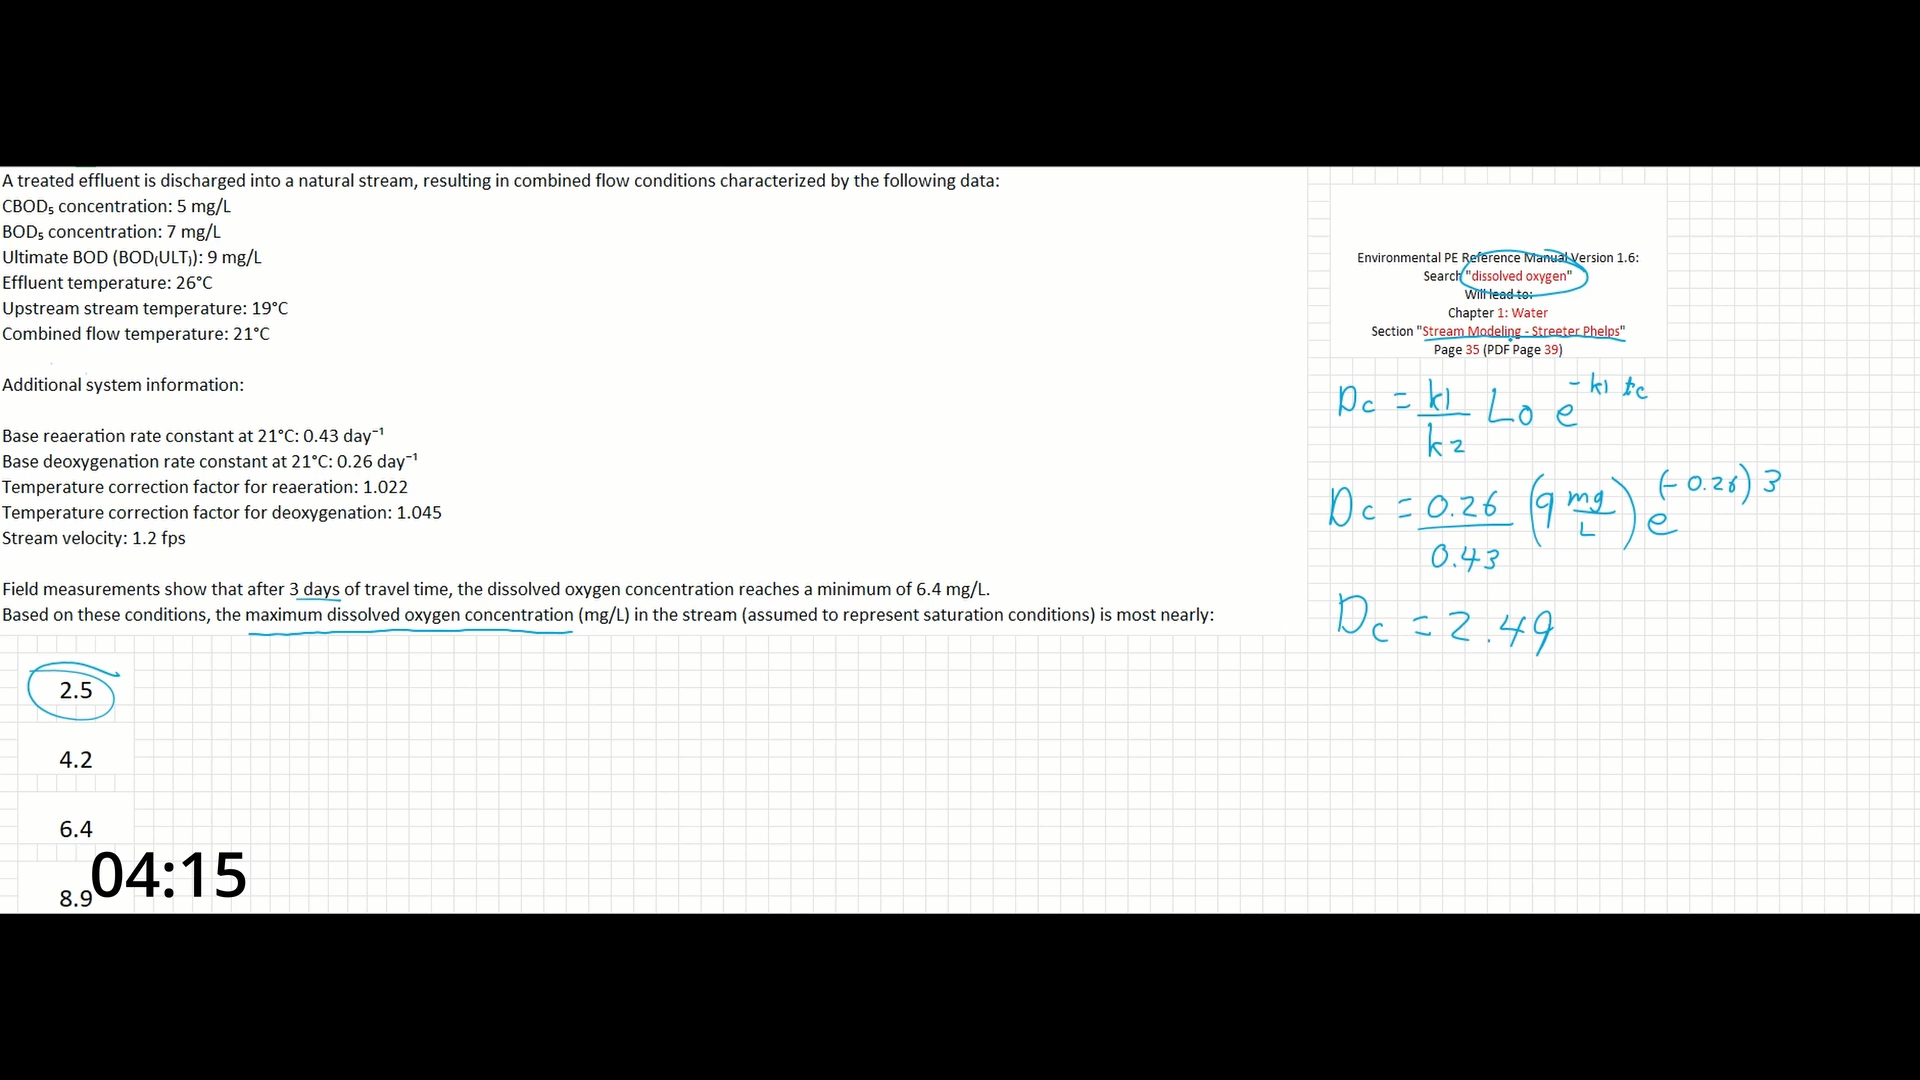 A treated effluent is discharged into a natural stream, resulting in combined flow conditions characterized by the following data:
CBOD₅ concentration: 5 mg/L
BOD₅ concentration: 7 mg/L
Ultimate BOD (BOD₍ULT₎): 9 mg/L
Effluent temperature: 26°C
Upstream stream temperature: 19°C
Combined flow temperature: 21°C
Additional system information:
Base reaeration rate constant at 21°C: 0.43 day⁻¹
Base deoxygenation rate constant at 21°C: 0.26 day⁻¹
Temperature correction factor for reaeration: 1.022
Temperature correction factor for deoxygenation: 1.045
Stream velocity: 1.2 fps
Field measurements show that after 3 days of travel time, the dissolved oxygen concentration reaches a minimum of 6.4 mg/L.
Based on these conditions, the maximum dissolved oxygen concentration (mg/L) in the stream (assumed to represent saturation conditions) is most nearly:
2.5
4.2
6.4
8.9
04:15
Environmental PE Reference Manual Version 1.6:
Search "dissolved oxygen"
Will lead to:
Chapter 1: Water
Section "Stream Modeling - Streeter Phelps"
Page 35 (PDF Page 39)
Dc = k1/k2 Lo e^-k1 tc
Dc = 0.26/0.43 (9 mg/L) e^(-0.26) 3
Dc = 2.49